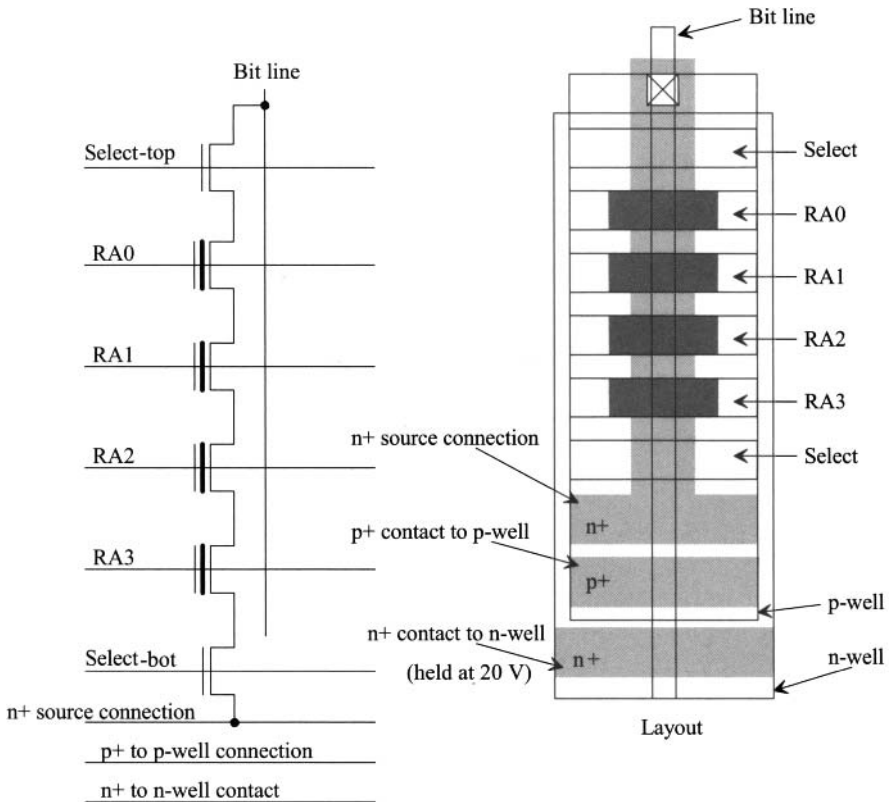 Bit line
Select-top
RA0
RA1
RA2
RA3
Select-bot
n+ source connection
p+ to p-well connection
n+ to n-well contact
Bit line
Select
RA0
RA1
RA2
RA3
Select
n+ source connection
n+
p+ contact to p-well
p+
p-well
n+ contact to n-well
(held at 20 V)
n+
n-well
Layout